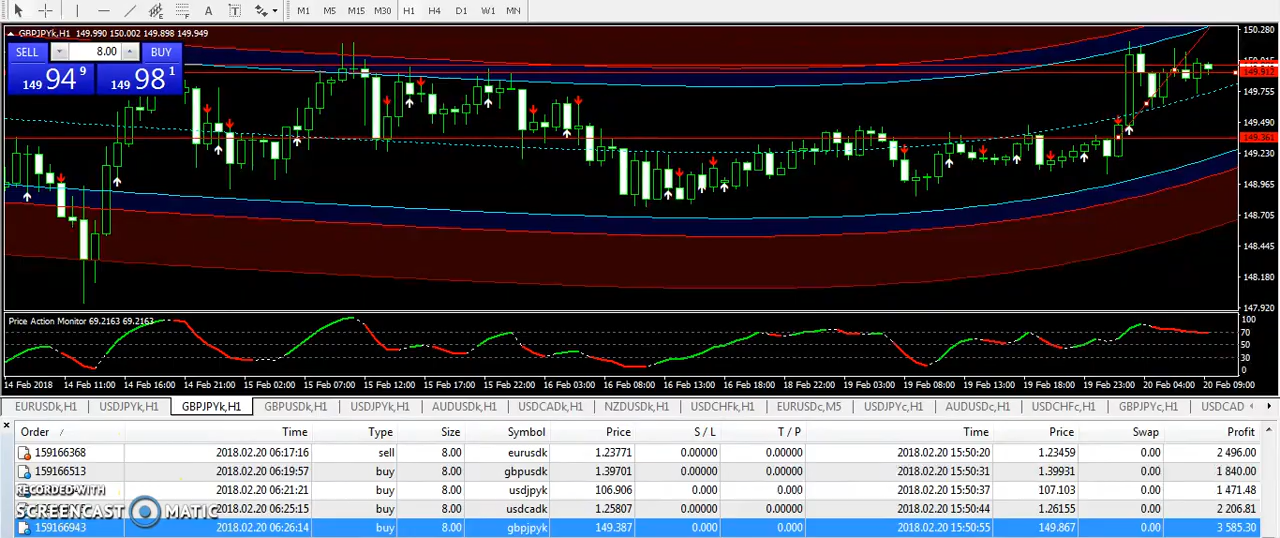 M1 M5 M15 M30 H1 H4 D1 W1 MN
GBPJPYk,H1 149.990 150.002 149.898 149.949
SELL 8.00 BUY
149 94 9 149 98 1
150.280
150.015
149.912
149.755
149.490
149.361
149.230
148.965
148.705
148.445
148.180
147.920
Price Action Monitor 69.2163 69.2163
100
70
50
30
0
14 Feb 2018 14 Feb 11:00 14 Feb 16:00 14 Feb 21:00 15 Feb 02:00 15 Feb 07:00 15 Feb 12:00 15 Feb 17:00 15 Feb 22:00 16 Feb 03:00 16 Feb 08:00 16 Feb 13:00 16 Feb 18:00 18 Feb 22:00 19 Feb 03:00 19 Feb 08:00 19 Feb 13:00 19 Feb 18:00 19 Feb 23:00 20 Feb 04:00 20 Feb 09:00
EURUSDk,H1 USDJPYk,H1 GBPJPYk,H1 GBPUSDk,H1 USDJPYk,H1 AUDUSDk,H1 USDCADk,H1 NZDUSDk,H1 USDCHFk,H1 EURUSDc,M5 USDJPYc,H1 AUDUSDc,H1 USDCHFc,H1 GBPJPYc,H1 USDCAD
Order / Time Type Size Symbol Price S / L T / P Time Price Swap Profit
159166368 2018.02.20 06:17:16 sell 8.00 eurusdk 1.23771 0.00000 0.00000 2018.02.20 15:50:20 1.23459 0.00 2 496.00
159166513 2018.02.20 06:19:57 buy 8.00 gbpusdk 1.39701 0.00000 0.00000 2018.02.20 15:50:31 1.39931 0.00 1 840.00
2018.02.20 06:21:21 buy 8.00 usdjpyk 106.906 0.000 0.000 2018.02.20 15:50:37 107.103 0.00 1 471.48
2018.02.20 06:25:15 buy 8.00 usdcadk 1.25807 0.00000 0.00000 2018.02.20 15:50:44 1.26155 0.00 2 206.81
159166943 2018.02.20 06:26:14 buy 8.00 gbpjpyk 149.387 0.000 0.000 2018.02.20 15:50:55 149.867 0.00 3 585.30
RECORDED WITH
SCREENCAST MATIC